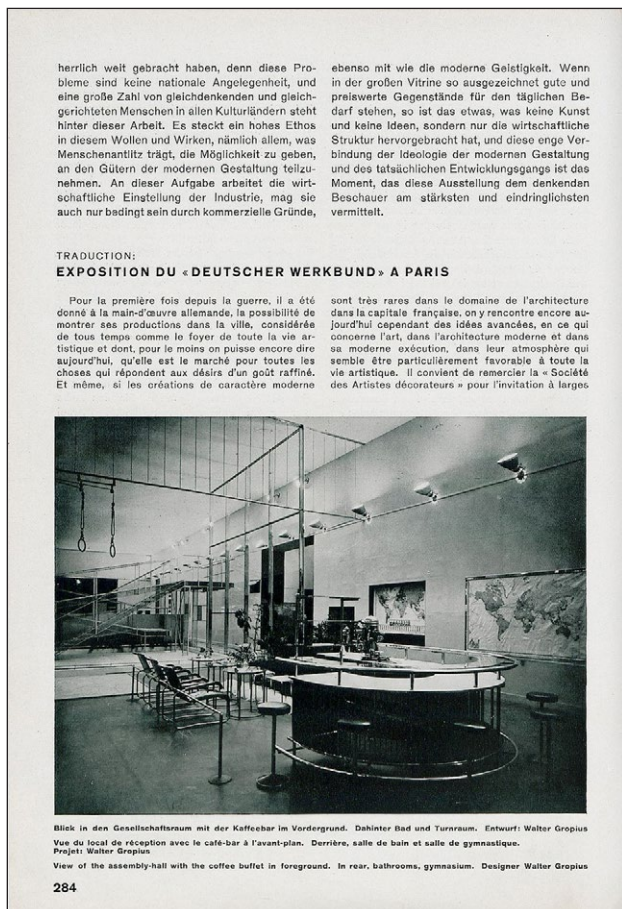 herrlich weit gebracht haben, denn diese Pro-
bleme sind keine nationale Angelegenheit, und
eine große Zahl von gleichdenkenden und gleich-
gerichteten Menschen in allen Kulturländern steht
hinter dieser Arbeit. Es steckt ein hohes Ethos
in diesem Wollen und Wirken, nämlich allem, was
Menschenantlitz trägt, die Möglichkeit zu geben,
an den Gütern der modernen Gestaltung teilzu-
nehmen. An dieser Aufgabe arbeitet die wirt-
schaftliche Einstellung der Industrie, mag sie
auch nur bedingt sein durch kommerzielle Gründe,
ebenso mit wie die moderne Geistigkeit. Wenn
in der großen Vitrine so ausgezeichnet gute und
preiswerte Gegenstände für den täglichen Be-
darf stehen, so ist das etwas, was keine Kunst
und keine Ideen, sondern nur die wirtschaftliche
Struktur hervorgebracht hat, und diese enge Ver-
bindung der Ideologie der modernen Gestaltung
und des tatsächlichen Entwicklungsgangs ist das
Moment, das diese Ausstellung dem denkenden
Beschauer am stärksten und eindringlichsten
vermittelt.
TRADUCTION:
EXPOSITION DU «DEUTSCHER WERKBUND» A PARIS
Pour la première fois depuis la guerre, il a été
donné à la main-d'œuvre allemande, la possibilité de
montrer ses productions dans la ville, considérée
de tous temps comme le foyer de toute la vie ar-
tistique et dont, pour le moins on puisse encore dire
aujourd'hui, qu'elle est le marché pour toutes les
choses qui répondent aux désirs d'un goût raffiné.
Et même, si les créations de caractère moderne
sont très rares dans le domaine de l'architecture
dans la capitale française, on y rencontre encore au-
jourd'hui cependant des idées avancées, en ce qui
concerne l'art, dans l'architecture moderne et dans
sa moderne exécution, dans leur atmosphère qui
semble être particulièrement favorable à toute la
vie artistique. Il convient de remercier la « Société
des Artistes décorateurs » pour l'invitation à larges
Blick in den Gesellschaftsraum mit der Kaffeebar im Vordergrund. Dahinter Bad und Turnraum. Entwurf: Walter Gropius
Vue du local de réception avec le café-bar à l'avant-plan. Derrière, salle de bain et salle de gymnastique.
Projet: Walter Gropius
View of the assembly-hall with the coffee buffet in foreground. In rear, bathrooms, gymnasium. Designer Walter Gropius
284